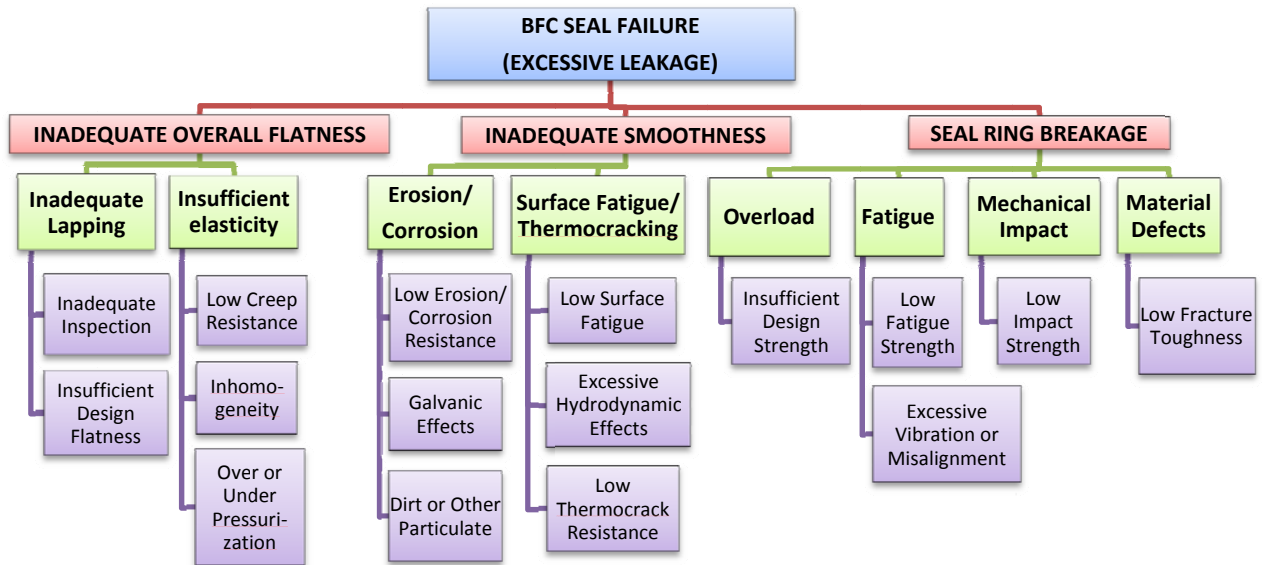 BFC SEAL FAILURE
(EXCESSIVE LEAKAGE)
INADEQUATE OVERALL FLATNESS
INADEQUATE SMOOTHNESS
SEAL RING BREAKAGE
Inadequate
Lapping
Insufficient
elasticity
Erosion/
Corrosion
Surface Fatigue/
Thermocracking
Overload
Fatigue
Mechanical
Impact
Material
Defects
Inadequate
Inspection
Insufficient
Design
Flatness
Low Creep
Resistance
Inhomo-
geneity
Over or
Under
Pressuri-
zation
Low Erosion/
Corrosion
Resistance
Galvanic
Effects
Dirt or Other
Particulate
Low Surface
Fatigue
Excessive
Hydrodynamic
Effects
Low
Thermocrack
Resistance
Insufficient
Design
Strength
Low
Fatigue
Strength
Excessive
Vibration or
Misalignment
Low
Impact
Strength
Low Fracture
Toughness